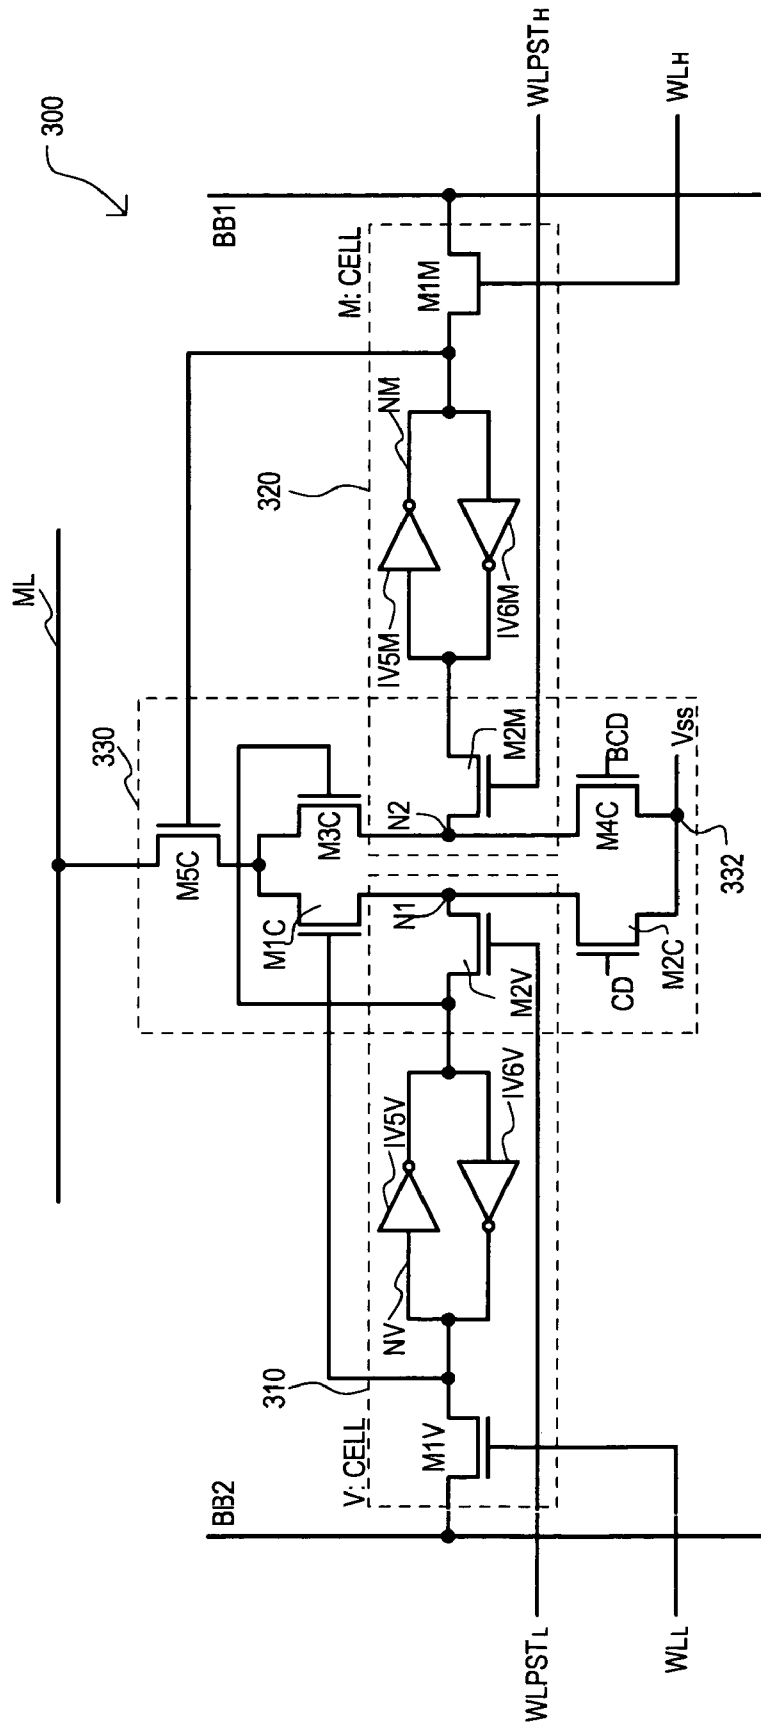 300
ML
330
M5C
BB2
BB1
M1C
M3C
310
320
V: CELL
M: CELL
M1V
NV
IV5V
IV6V
M2V
N1
N2
M2M
IV5M
IV6M
NM
M1M
WLPSTL
WLPSTH
CD
BCD
M2C
M4C
332
Vss
WLL
WLH